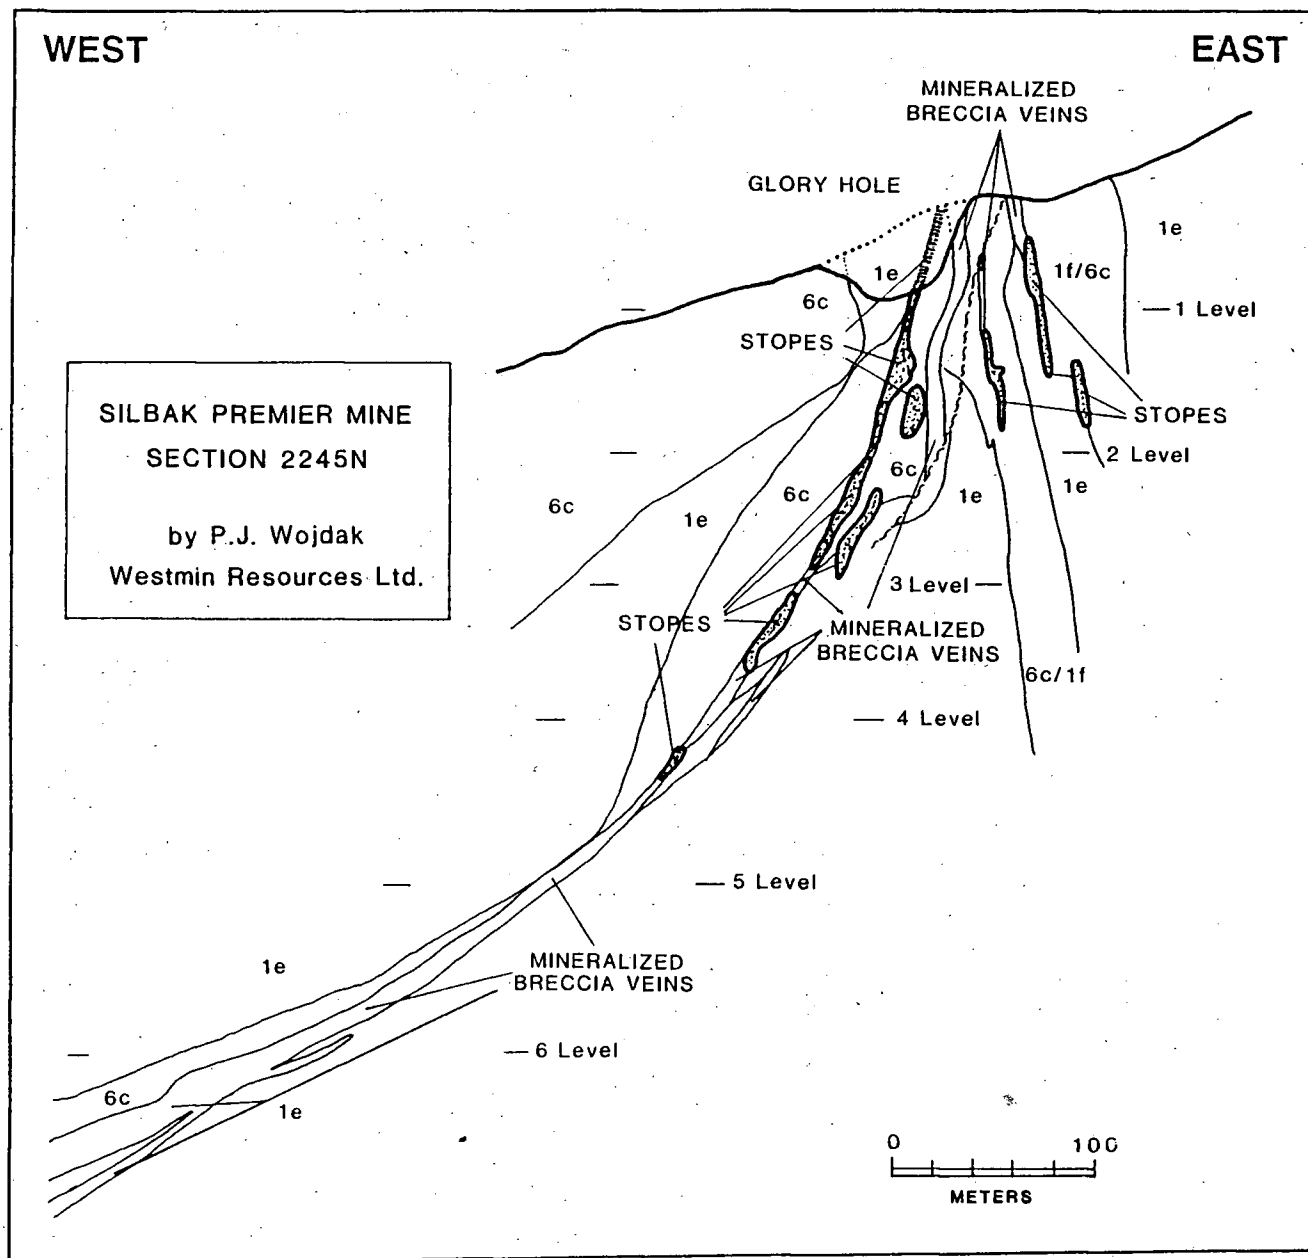 WEST
EAST
MINERALIZED
BRECCIA VEINS
GLORY HOLE
1e
1e
1f/6c
6c
1 Level
STOPES
SILBAK PREMIER MINE
SECTION 2245N
by P.J. Wojdak
Westmin Resources Ltd.
STOPES
2 Level
6c
1e
6c
1e
6c
1e
3 Level
STOPES
MINERALIZED
BRECCIA VEINS
6c/1f
4 Level
5 Level
MINERALIZED
BRECCIA VEINS
1e
6 Level
6c
1e
0 100
METERS